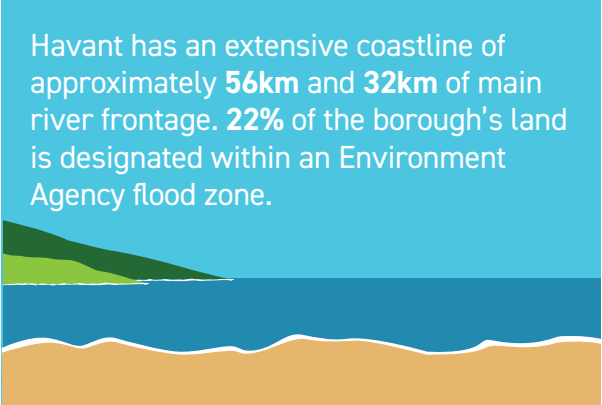 Havant has an extensive coastline of
approximately 56km and 32km of main
river frontage. 22% of the borough's land
is designated within an Environment
Agency flood zone.